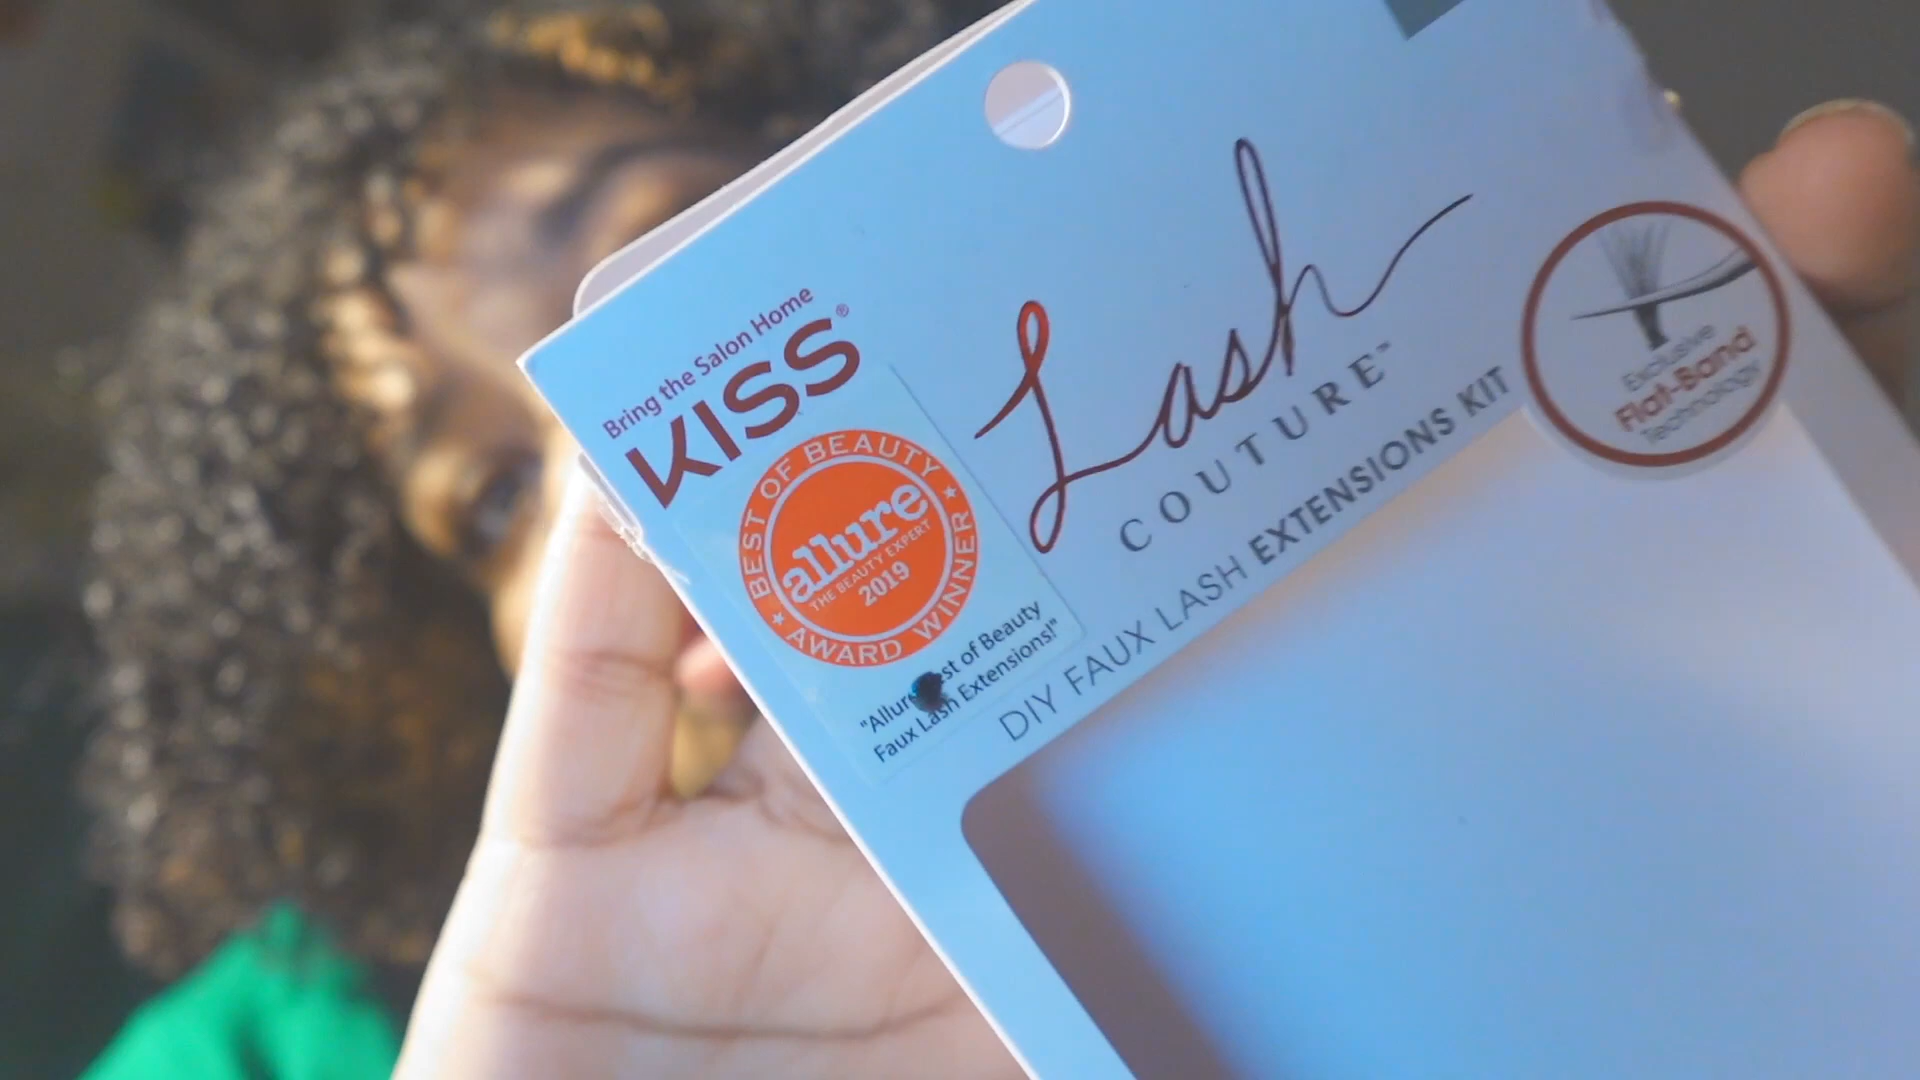 Bring the Salon Home
KISS®
BEST OF BEAUTY
allure
THE BEAUTY EXPERT
2019
AWARD WINNER
"Allure Best of Beauty
Faux Lash Extensions!"
Lash
COUTURE™
DIY FAUX LASH EXTENSIONS KIT
Exclusive
Flat-Band
Technology